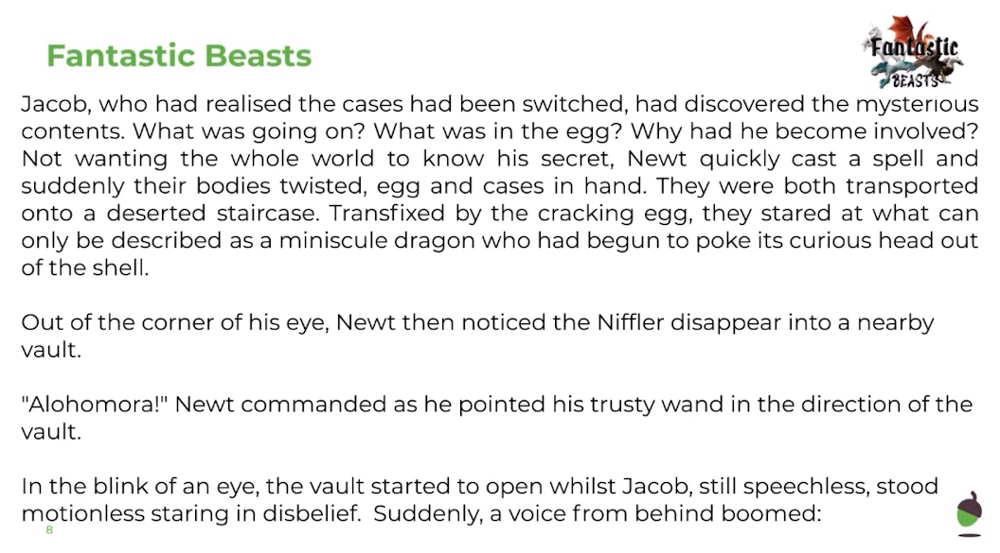 Fantastic Beasts
Fantastic
BEASTS
Jacob, who had realised the cases had been switched, had discovered the mysterious
contents. What was going on? What was in the egg? Why had he become involved?
Not wanting the whole world to know his secret, Newt quickly cast a spell and
suddenly their bodies twisted, egg and cases in hand. They were both transported
onto a deserted staircase. Transfixed by the cracking egg, they stared at what can
only be described as a miniscule dragon who had begun to poke its curious head out
of the shell.
Out of the corner of his eye, Newt then noticed the Niffler disappear into a nearby
vault.
"Alohomora!" Newt commanded as he pointed his trusty wand in the direction of the
vault.
In the blink of an eye, the vault started to open whilst Jacob, still speechless, stood
motionless staring in disbelief.  Suddenly, a voice from behind boomed:
8